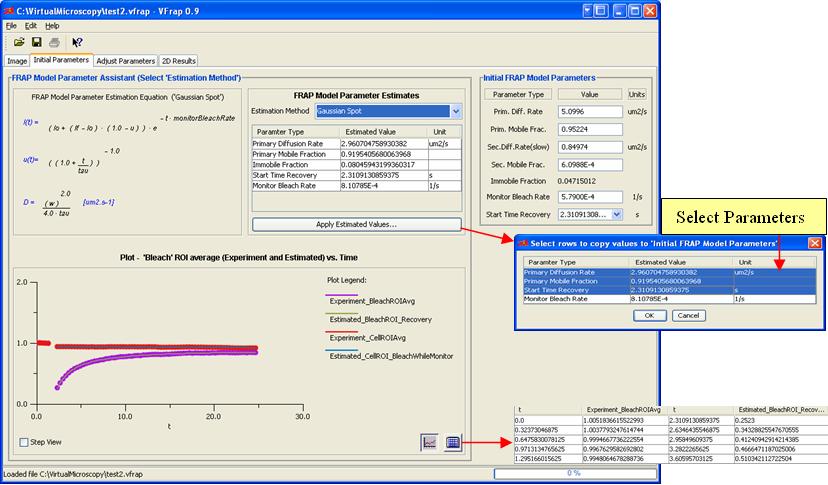 C:\VirtualMicroscopy\test2.vfrap - VFrap 0.9
File Edit Help
Image Initial Parameters Adjust Parameters 2D Results
FRAP Model Parameter Assistant (Select 'Estimation Method')
FRAP Model Parameter Estimation Equation ('Gaussian Spot')
I(t) = ( Io + ( If - Io ) · ( 1.0 - u ) ) · e - t · monitorBleachRate
u(t)= ( ( 1.0 + t / tau ) ) - 1.0
D = ( w ) 2.0 / 4.0 · tau [um2.s-1]
FRAP Model Parameter Estimates
Estimation Method Gaussian Spot
Paramter Type Estimated Value Unit
Primary Diffusion Rate 2.960704758930382 um2/s
Primary Mobile Fraction 0.9195405680063968
Immobile Fraction 0.08045943199360317
Start Time Recovery 2.3109130859375 s
Monitor Bleach Rate 8.10785E-4 1/s
Apply Estimated Values...
Initial FRAP Model Parameters
Parameter Type Value Units
Prim. Diff. Rate 5.0996 um2/s
Prim. Mobile Frac. 0.95224
Sec.Diff.Rate(slow) 0.84974 um2/s
Sec. Mobile Frac. 6.0988E-4
Immobile Fraction 0.04715012
Monitor Bleach Rate 5.7900E-4 1/s
Start Time Recovery 2.31091308... s
Select Parameters
Select rows to copy values to 'Initial FRAP Model Parameters'
Paramter Type Estimated Value Unit
Primary Diffusion Rate 2.960704758930382 um2/s
Primary Mobile Fraction 0.9195405680063968
Start Time Recovery 2.3109130859375 s
Monitor Bleach Rate 8.10785E-4 1/s
OK Cancel
Plot - 'Bleach' ROI average (Experiment and Estimated) vs. Time
2.0
1.0
0.0
0.0 10.0 20.0 30.0
t
Plot Legend:
Experiment_BleachROIAvg
Estimated_BleachROI_Recovery
Experiment_CellROIAvg
Estimated_CellROI_BleachWhileMonitor
Step View
t Experiment_BleachROIAvg t Estimated_BleachROI_Recov...
0.0 1.0051836615522993 2.3109130859375 0.2523
0.32373046875 1.0037793247614744 2.6346435546875 0.34328825547670555
0.6475830078125 0.9994667736222554 2.95849609375 0.41240942914214385
0.9713134765625 0.9967629582692802 3.2822265625 0.4666471187025006
1.295166015625 0.9948064678288736 3.60595703125 0.510342112722504
Loaded file C:\VirtualMicroscopy\test2.vfrap
0 %